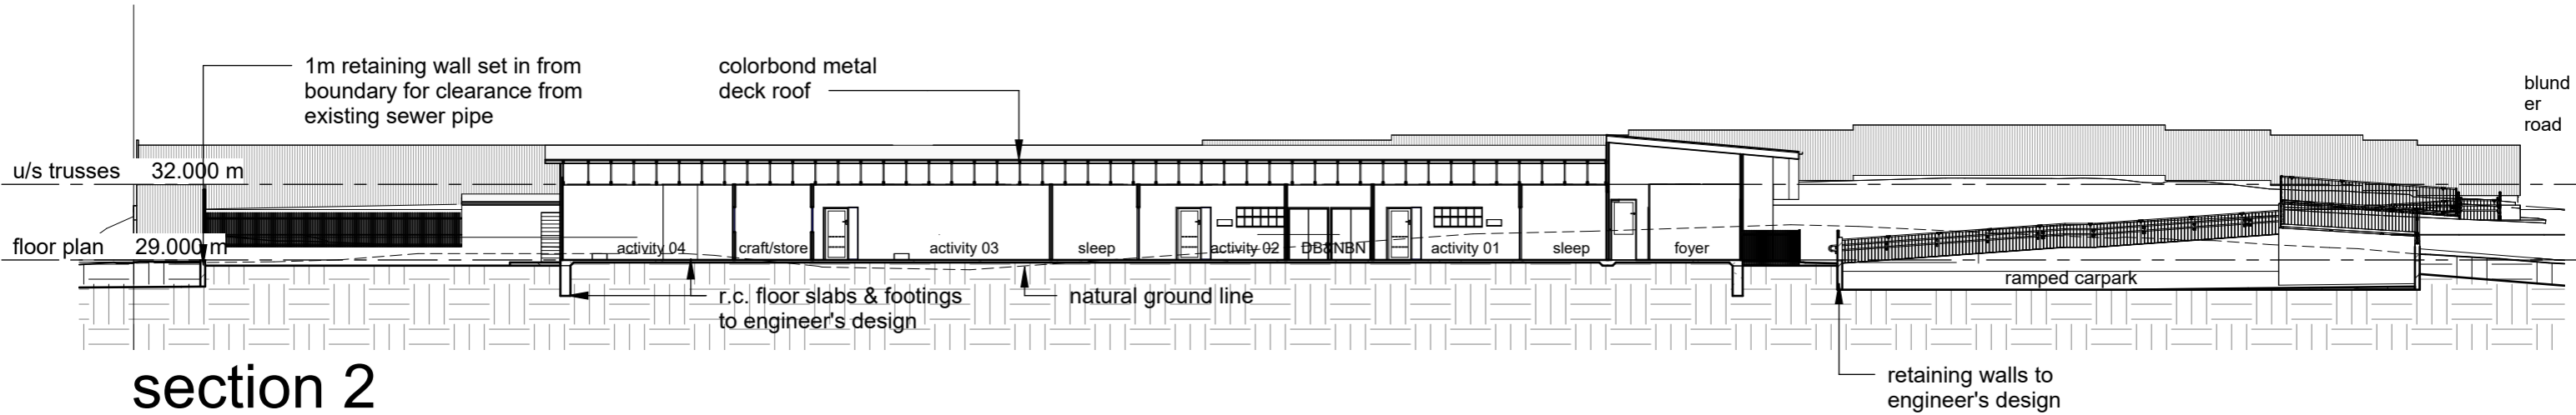 1m retaining wall set in from
boundary for clearance from
existing sewer pipe
colorbond metal
deck roof
blund
er
road
u/s trusses 32.000 m
floor plan 29.000 m
activity 04
craft/store
activity 03
sleep
activity 02
DB&NBN
activity 01
sleep
foyer
ramped carpark
r.c. floor slabs & footings
to engineer's design
natural ground line
retaining walls to
engineer's design
section 2